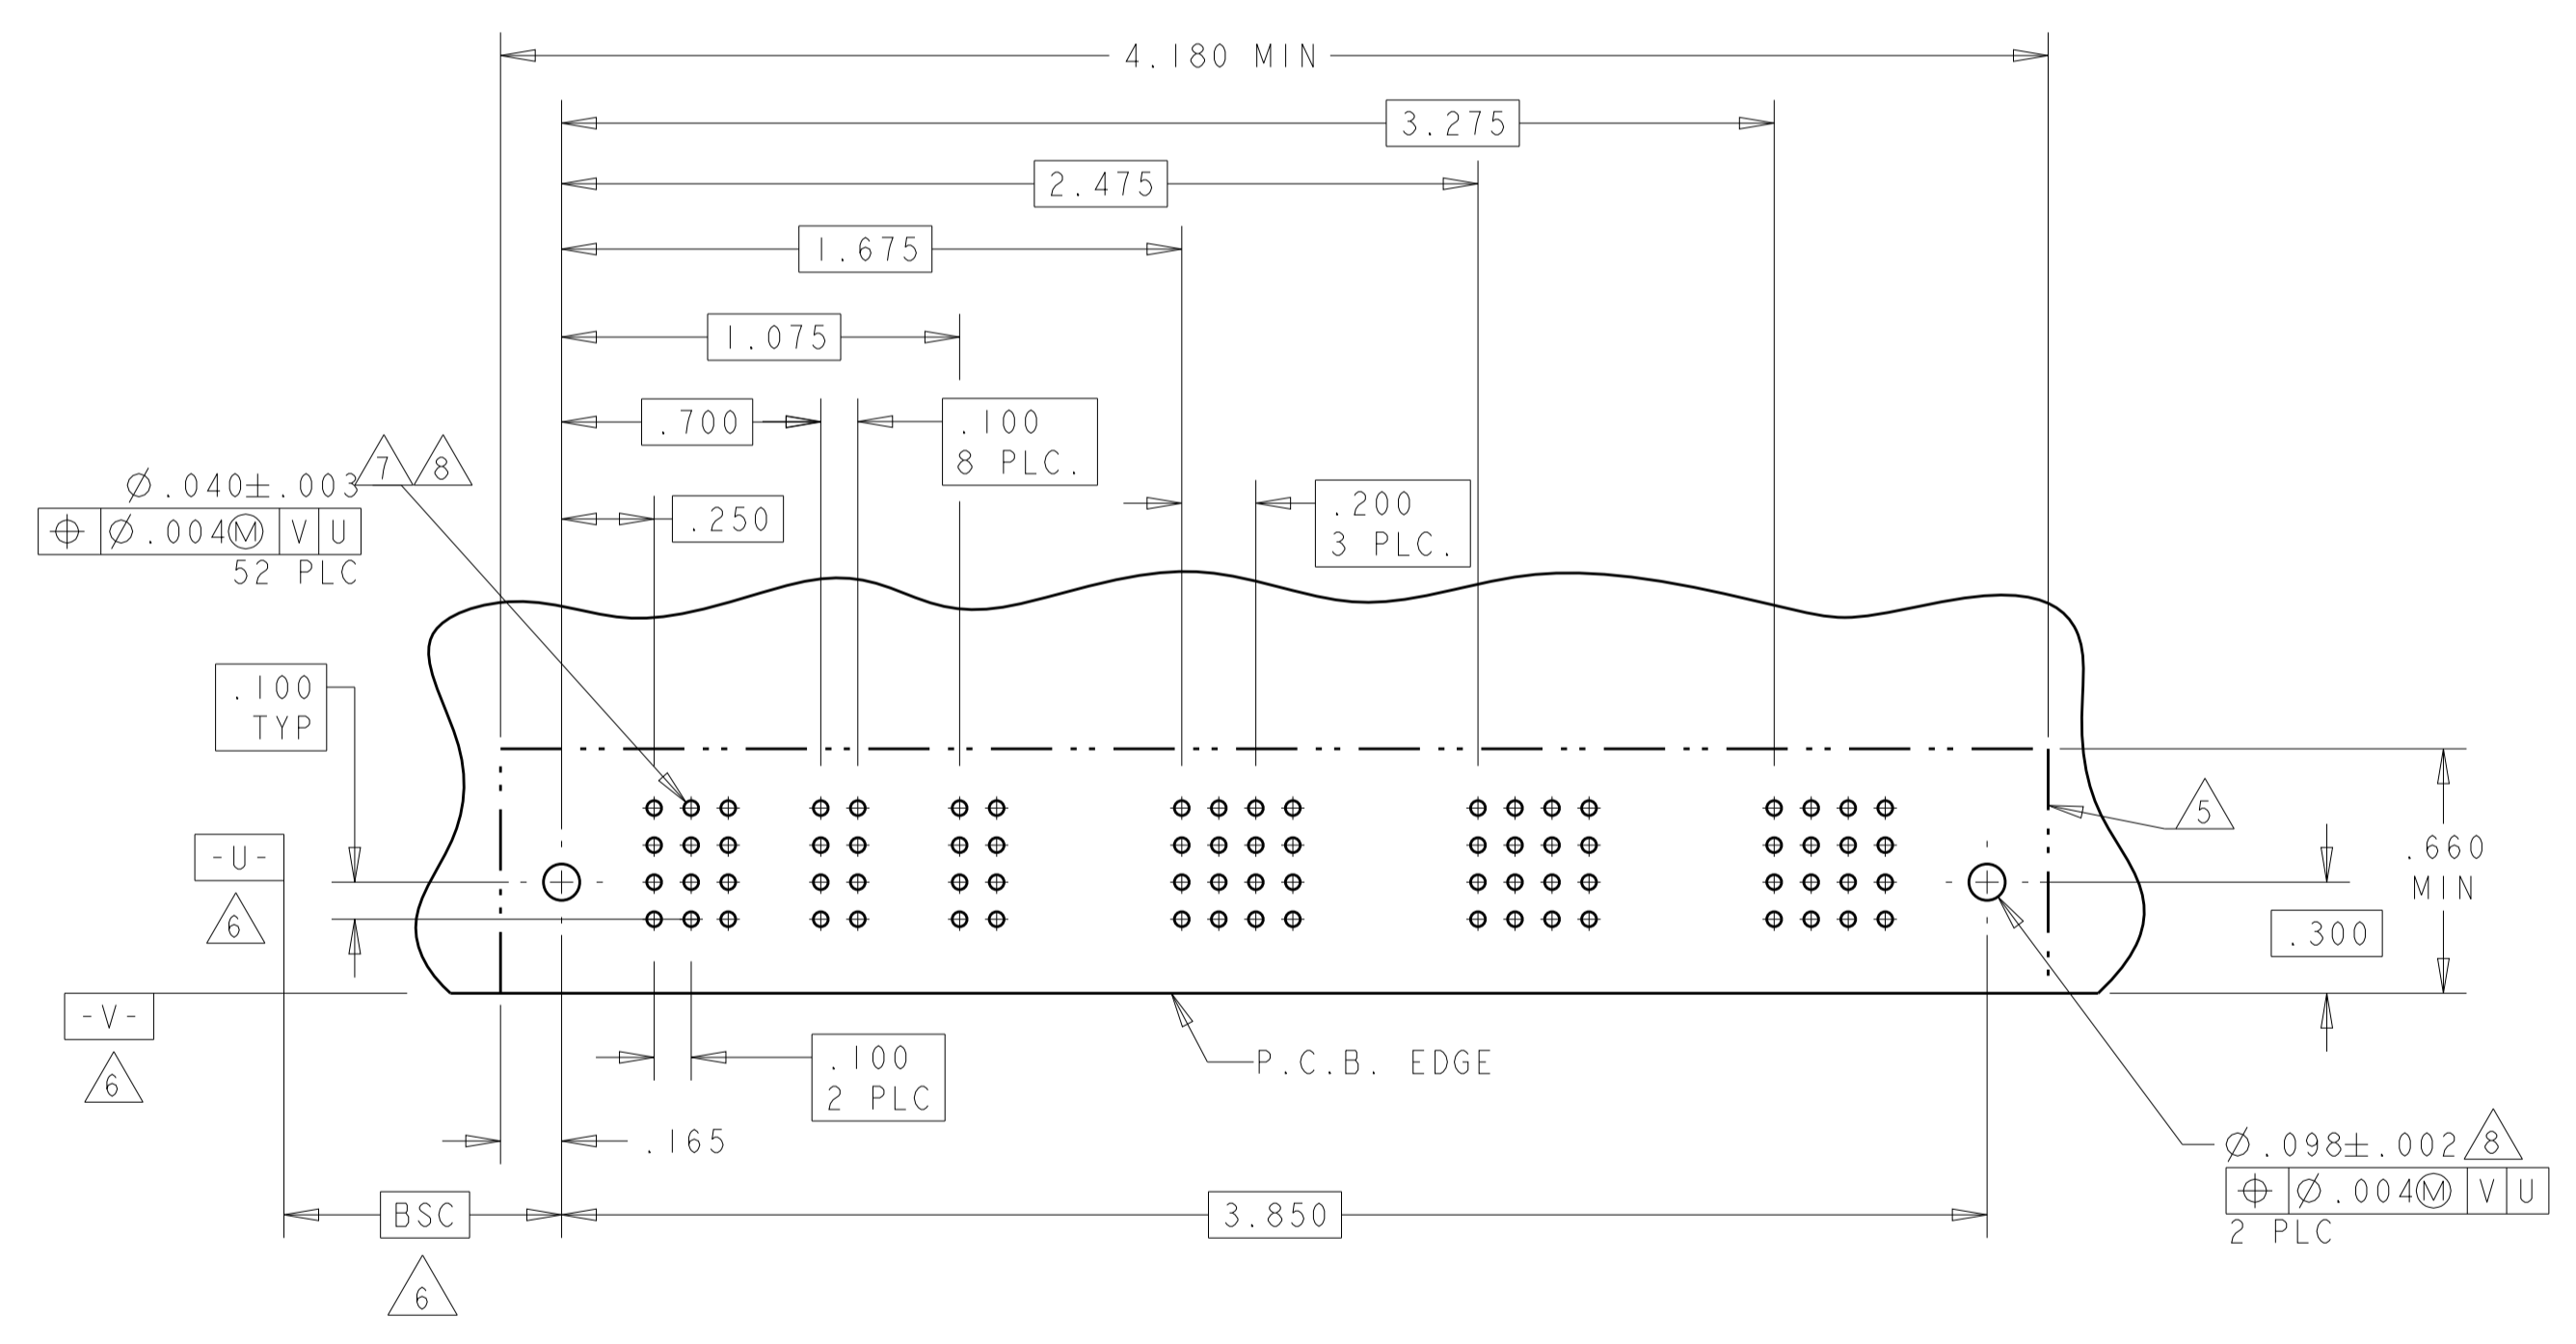 4.180 MIN
3.275
2.475
1.675
1.075
.700
.100
8 PLC.
7
8
Ø.040±.003
⌖ Ø.004Ⓜ V U
52 PLC
.250
.200
3 PLC.
.100
TYP
5
-U-
6
.660
MIN
.300
-V-
6
.100
2 PLC
P.C.B. EDGE
.165
Ø.098±.002 8
⌖ Ø.004Ⓜ V U
2 PLC
BSC
3.850
6